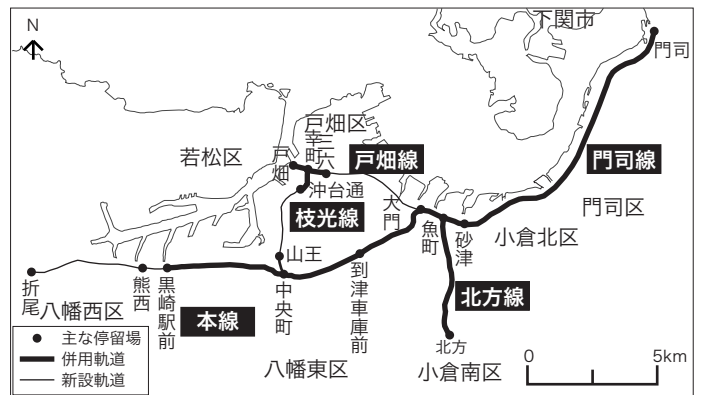 N
下関市
門司
戸畑区
若松区
戸畑
幸町
三六
戸畑線
門司線
沖台通
枝光線
大門
魚町
砂津
門司区
小倉北区
山王
折尾
八幡西区
熊西
黒崎駅前
本線
中央町
到津車庫前
北方線
北方
八幡東区
小倉南区
主な停留場
併用軌道
新設軌道
0
5km